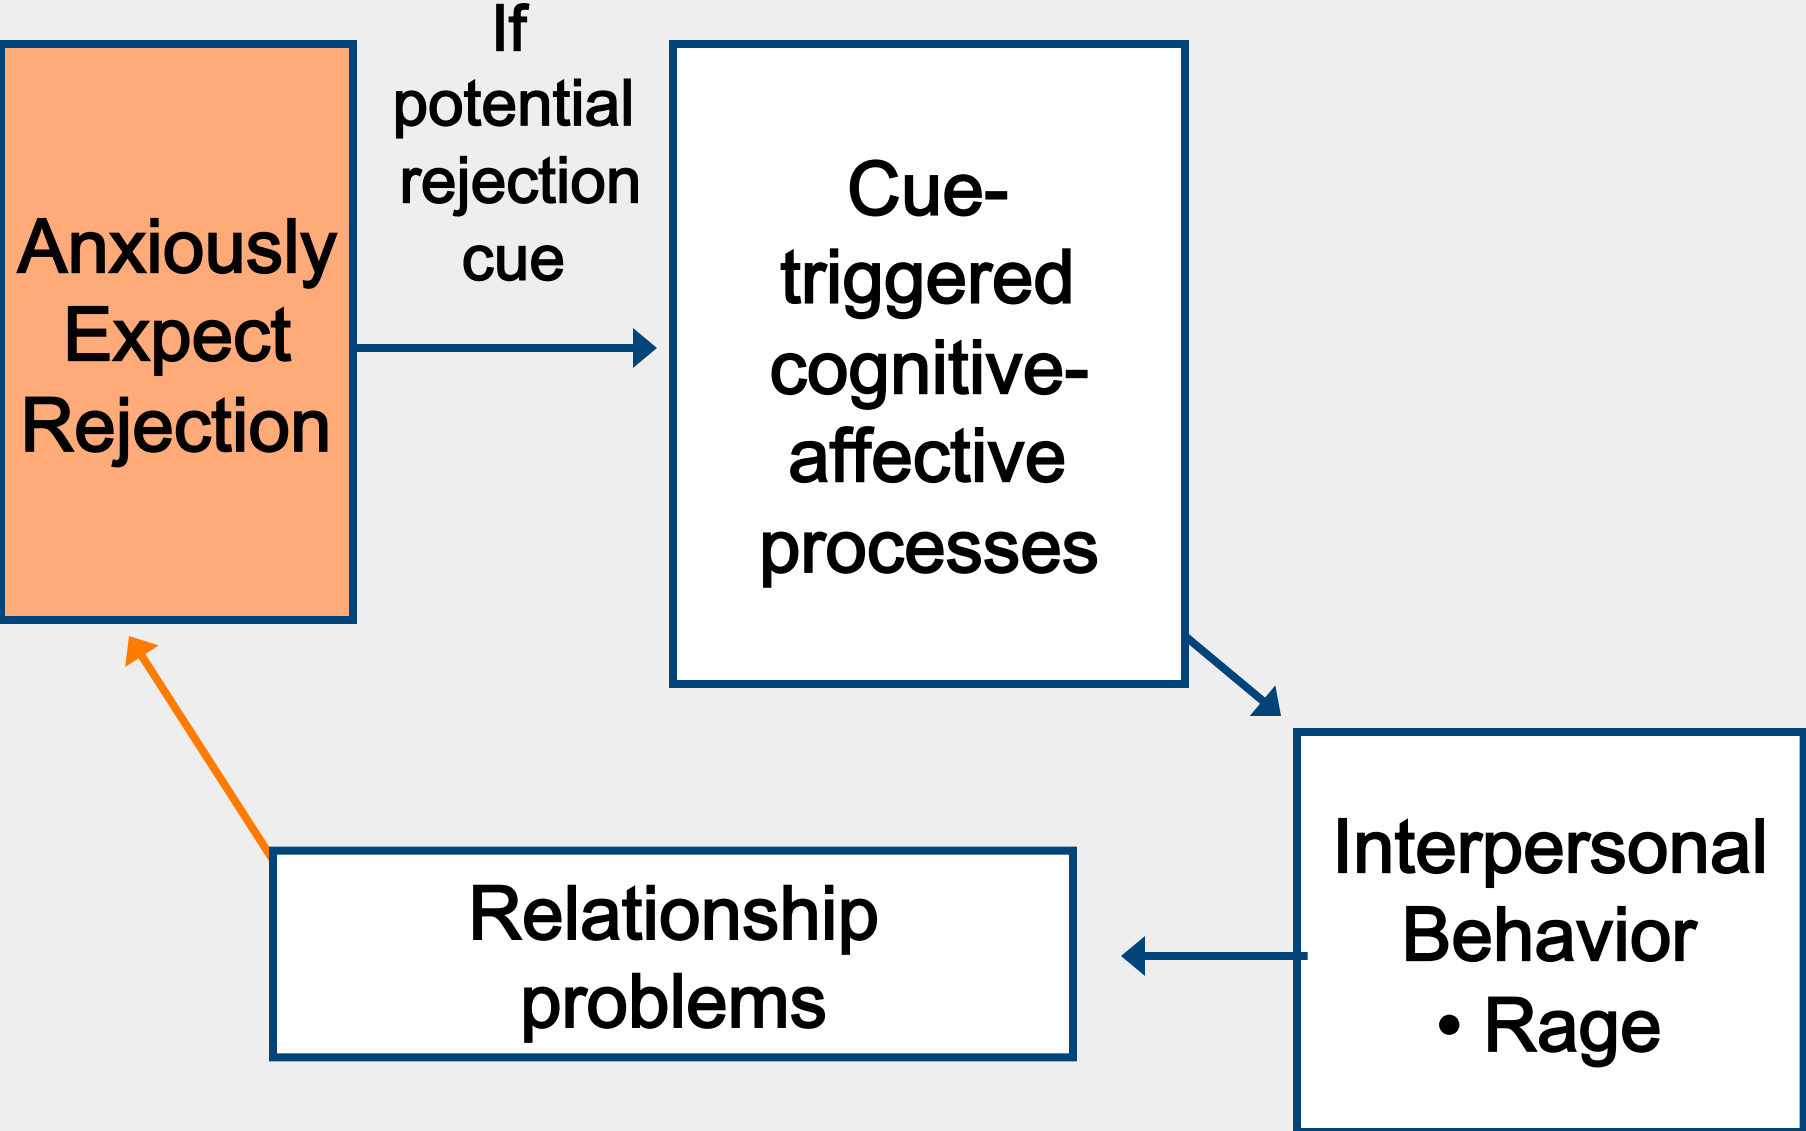 If
potential
rejection
cue
Anxiously
Expect
Rejection
Cue-
triggered
cognitive-
affective
processes
Interpersonal
Behavior
• Rage
Relationship
problems